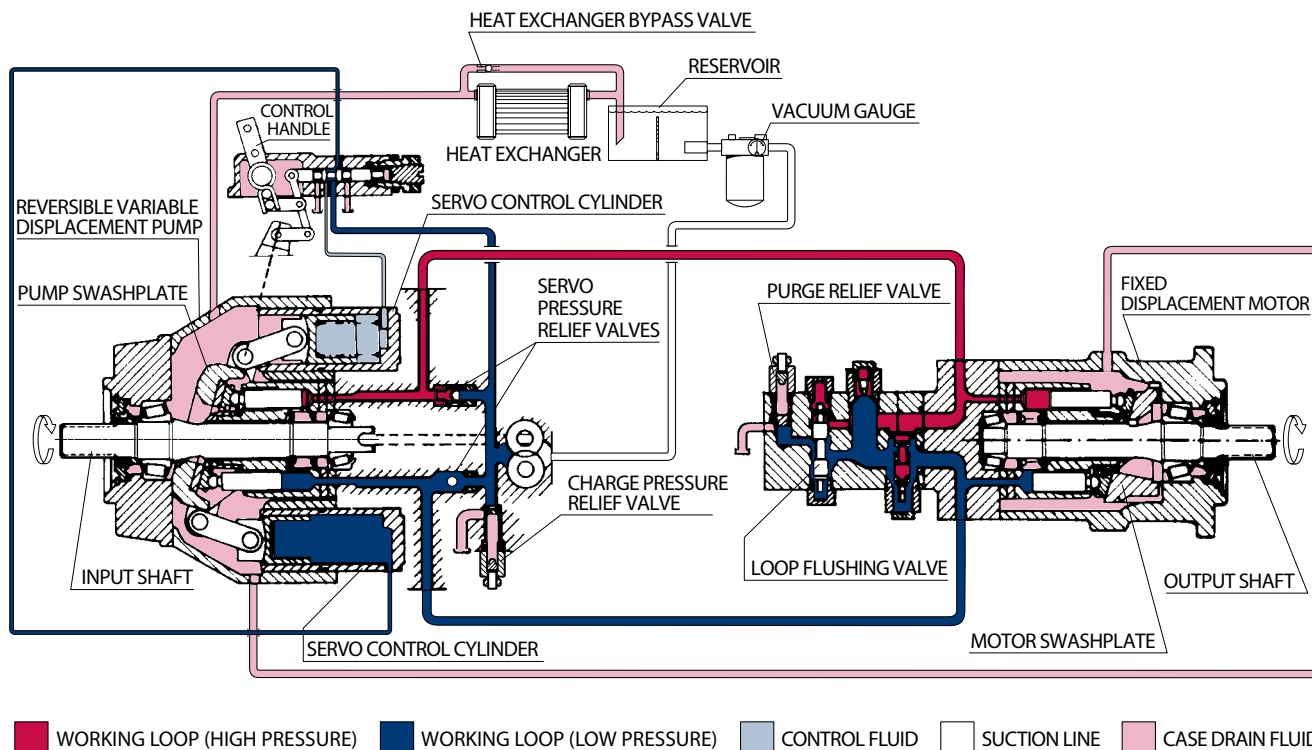 HEAT EXCHANGER BYPASS VALVE
RESERVOIR
VACUUM GAUGE
CONTROL
HANDLE
HEAT EXCHANGER
REVERSIBLE VARIABLE
DISPLACEMENT PUMP
SERVO CONTROL CYLINDER
PUMP SWASHPLATE
SERVO
PRESSURE
RELIEF VALVES
PURGE RELIEF VALVE
FIXED
DISPLACEMENT MOTOR
CHARGE PRESSURE
RELIEF VALVE
INPUT SHAFT
LOOP FLUSHING VALVE
OUTPUT SHAFT
SERVO CONTROL CYLINDER
MOTOR SWASHPLATE
WORKING LOOP (HIGH PRESSURE)
WORKING LOOP (LOW PRESSURE)
CONTROL FLUID
SUCTION LINE
CASE DRAIN FLUID